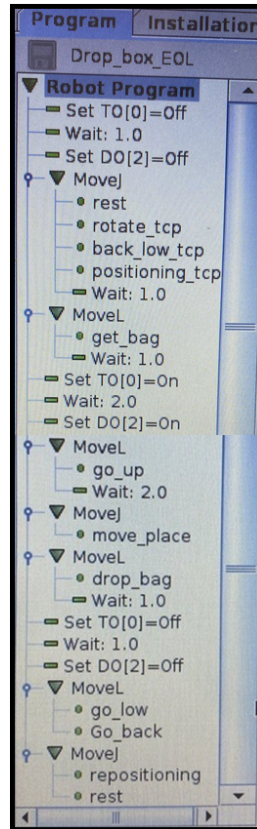 Program Installation
Drop_box_EOL
Robot Program
Set TO[0]=Off
Wait: 1.0
Set DO[2]=Off
MoveJ
rest
rotate_tcp
back_low_tcp
positioning_tcp
Wait: 1.0
MoveL
get_bag
Wait: 1.0
Set TO[0]=On
Wait: 2.0
Set DO[2]=On
MoveL
go_up
Wait: 2.0
MoveJ
move_place
MoveL
drop_bag
Wait: 1.0
Set TO[0]=Off
Wait: 1.0
Set DO[2]=Off
MoveL
go_low
Go_back
MoveJ
repositioning
rest